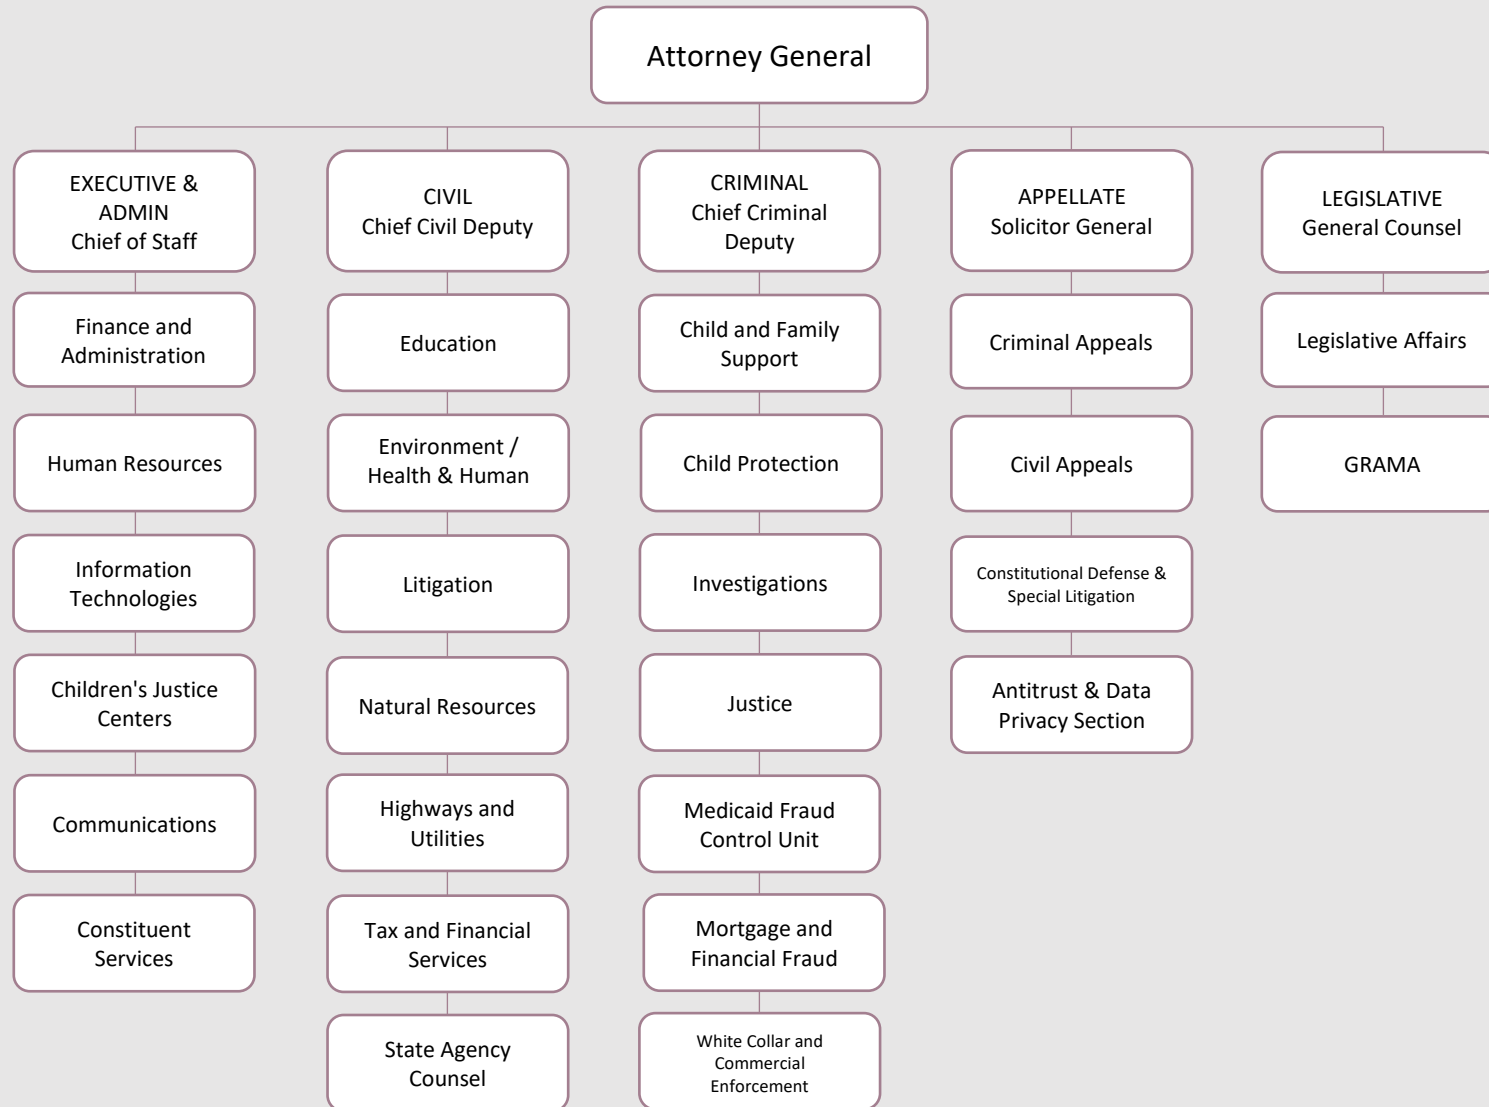 Attorney General
EXECUTIVE &
ADMIN
Chief of Staff
Finance and
Administration
Human Resources
Information
Technologies
Children's Justice
Centers
Communications
Constituent
Services
CIVIL
Chief Civil Deputy
Education
Environment /
Health & Human
Litigation
Natural Resources
Highways and
Utilities
Tax and Financial
Services
State Agency
Counsel
CRIMINAL
Chief Criminal
Deputy
Child and Family
Support
Child Protection
Investigations
Justice
Medicaid Fraud
Control Unit
Mortgage and
Financial Fraud
White Collar and
Commercial
Enforcement
APPELLATE
Solicitor General
Criminal Appeals
Civil Appeals
Constitutional Defense &
Special Litigation
Antitrust & Data
Privacy Section
LEGISLATIVE
General Counsel
Legislative Affairs
GRAMA